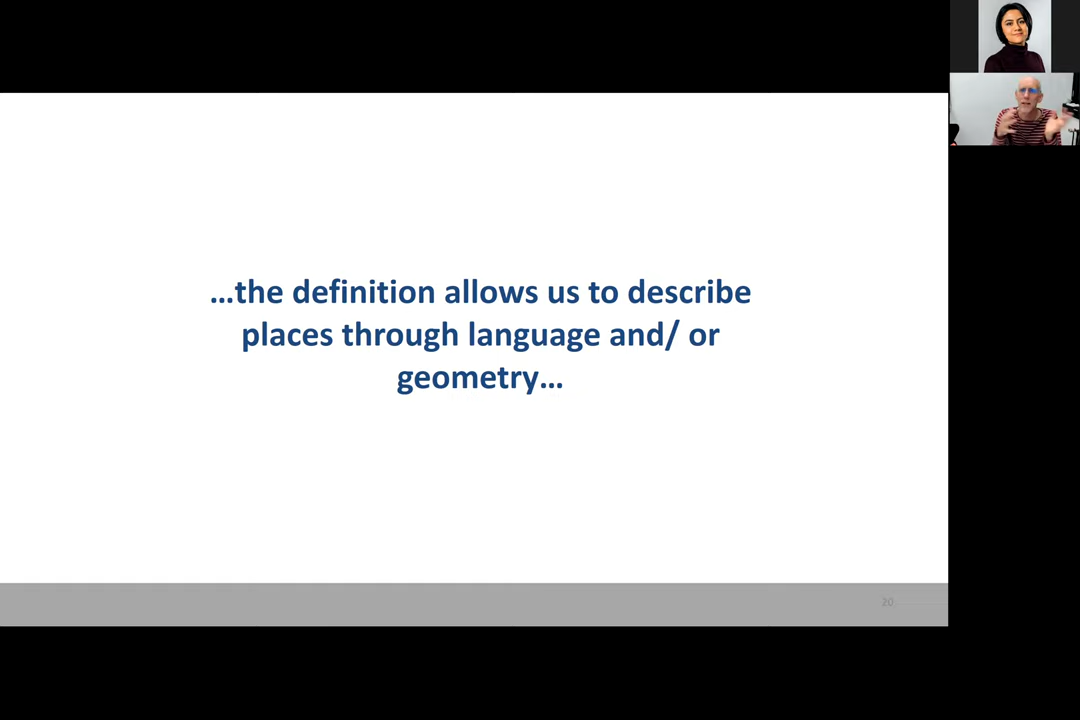 …the definition allows us to describe
places through language and/ or
geometry…
20